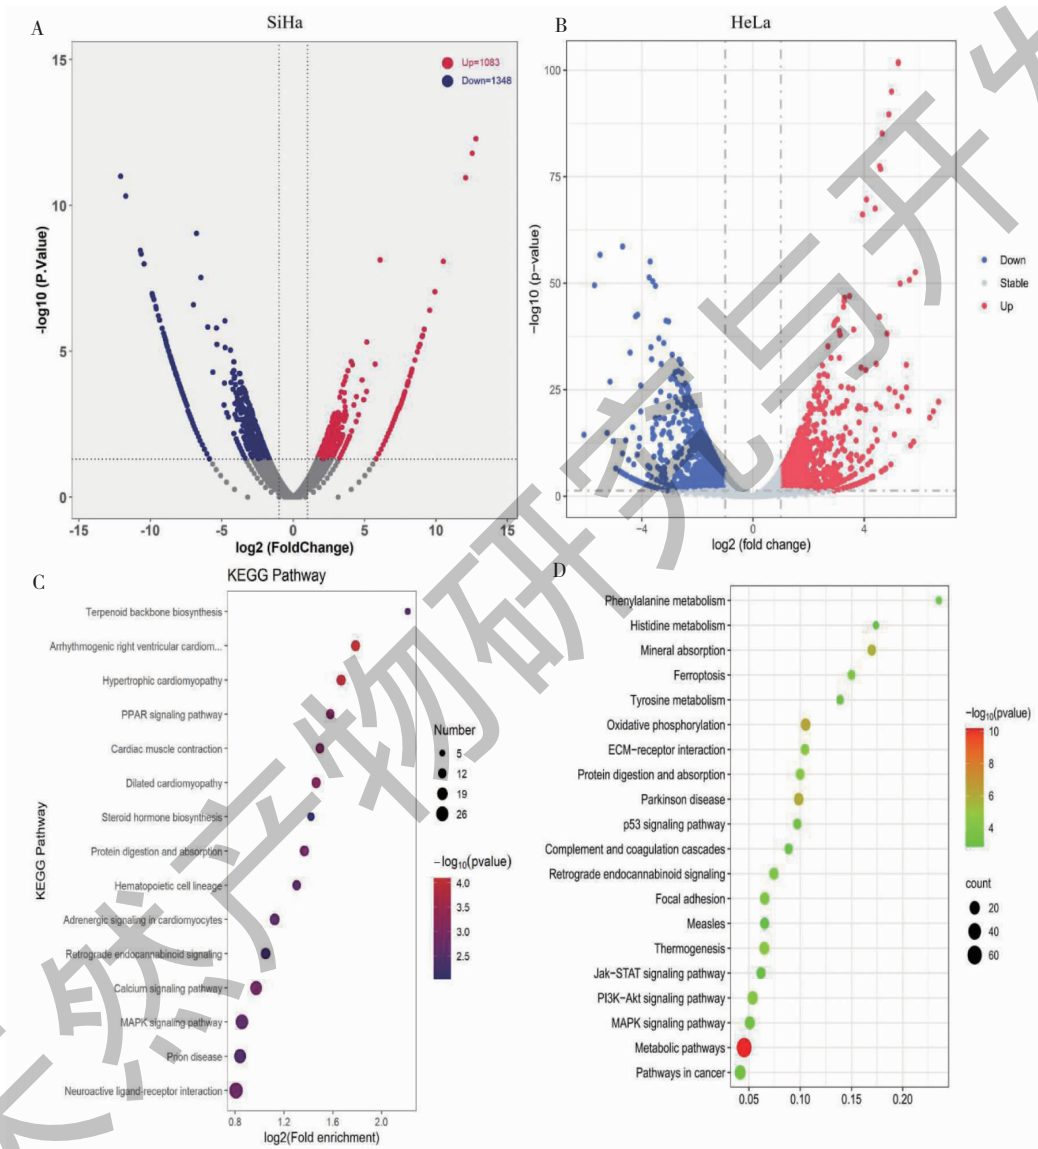 A
SiHa
B
HeLa
Up=1083
Down=1348
-log10 (P.Value)
15
10
5
0
-15
-10
-5
0
5
10
15
log2 (FoldChange)
−log10 (p−value)
100
75
50
25
0
−4
0
4
log2 (fold change)
Down
Stable
Up
C
KEGG Pathway
KEGG Pathway
Terpenoid backbone biosynthesis
Arrhythmogenic right ventricular cardiom...
Hypertrophic cardiomyopathy
PPAR signaling pathway
Cardiac muscle contraction
Dilated cardiomyopathy
Steroid hormone biosynthesis
Protein digestion and absorption
Hematopoietic cell lineage
Adrenergic signaling in cardiomyocytes
Retrograde endocannabinoid signaling
Calcium signaling pathway
MAPK signaling pathway
Prion disease
Neuroactive ligand-receptor interaction
0.8
1.2
1.6
2.0
log2(Fold enrichment)
Number
5
12
19
26
−log10(pvalue)
4.0
3.5
3.0
2.5
D
Phenylalanine metabolism
Histidine metabolism
Mineral absorption
Ferroptosis
Tyrosine metabolism
Oxidative phosphorylation
ECM−receptor interaction
Protein digestion and absorption
Parkinson disease
p53 signaling pathway
Complement and coagulation cascades
Retrograde endocannabinoid signaling
Focal adhesion
Measles
Thermogenesis
Jak−STAT signaling pathway
PI3K−Akt signaling pathway
MAPK signaling pathway
Metabolic pathways
Pathways in cancer
0.05
0.10
0.15
0.20
−log10(pvalue)
10
8
6
4
count
20
40
60
天然产物研究与开发